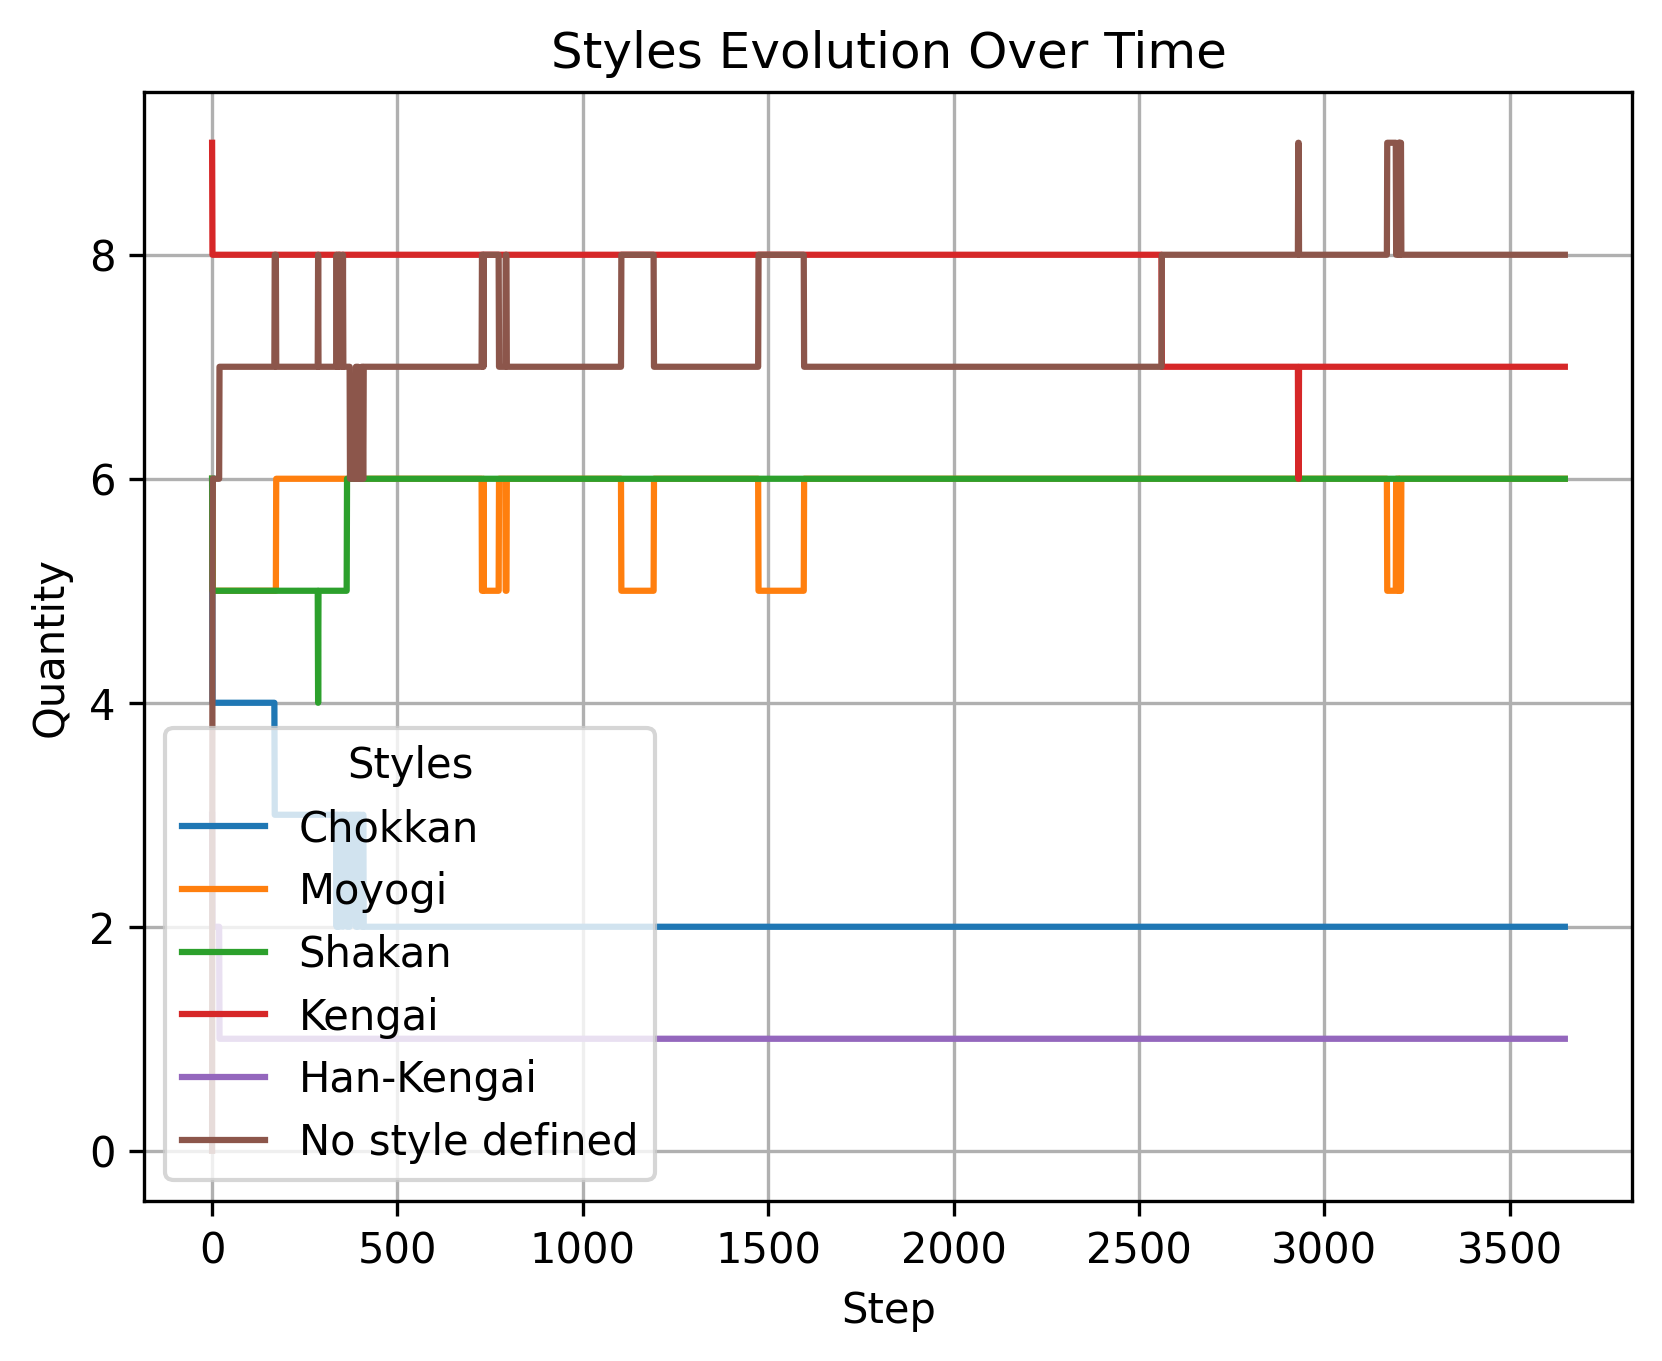 Styles Evolution Over Time
Quantity
8
6
4
2
0
Styles
Chokkan
Moyogi
Shakan
Kengai
Han-Kengai
No style defined
0 500 1000 1500 2000 2500 3000 3500
Step